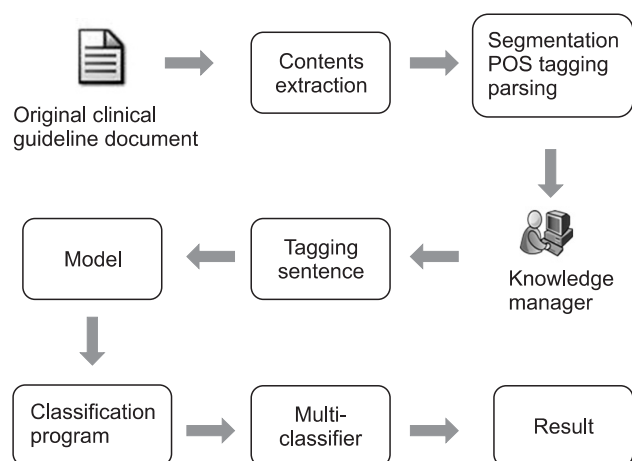 Original clinical
guideline document
Contents
extraction
Segmentation
POS tagging
parsing
Knowledge
manager
Tagging
sentence
Model
Classification
program
Multi-
classifier
Result